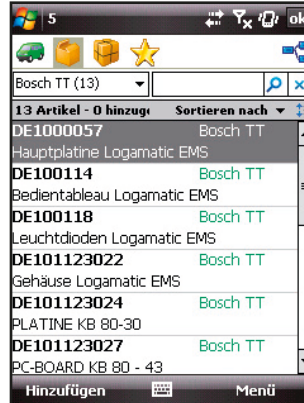 5
ok
Bosch TT (13)
13 Artikel - 0 hinzuge Sortieren nach
DE1000057 Bosch TT
Hauptplatine Logamatic EMS
DE100114 Bosch TT
Bedientableau Logamatic EMS
DE100118 Bosch TT
Leuchtdioden Logamatic EMS
DE101123022 Bosch TT
Gehäuse Logamatic EMS
DE101123024 Bosch TT
PLATINE KB 80-30
DE101123027 Bosch TT
PC-BOARD KB 80 - 43
Hinzufügen Menü